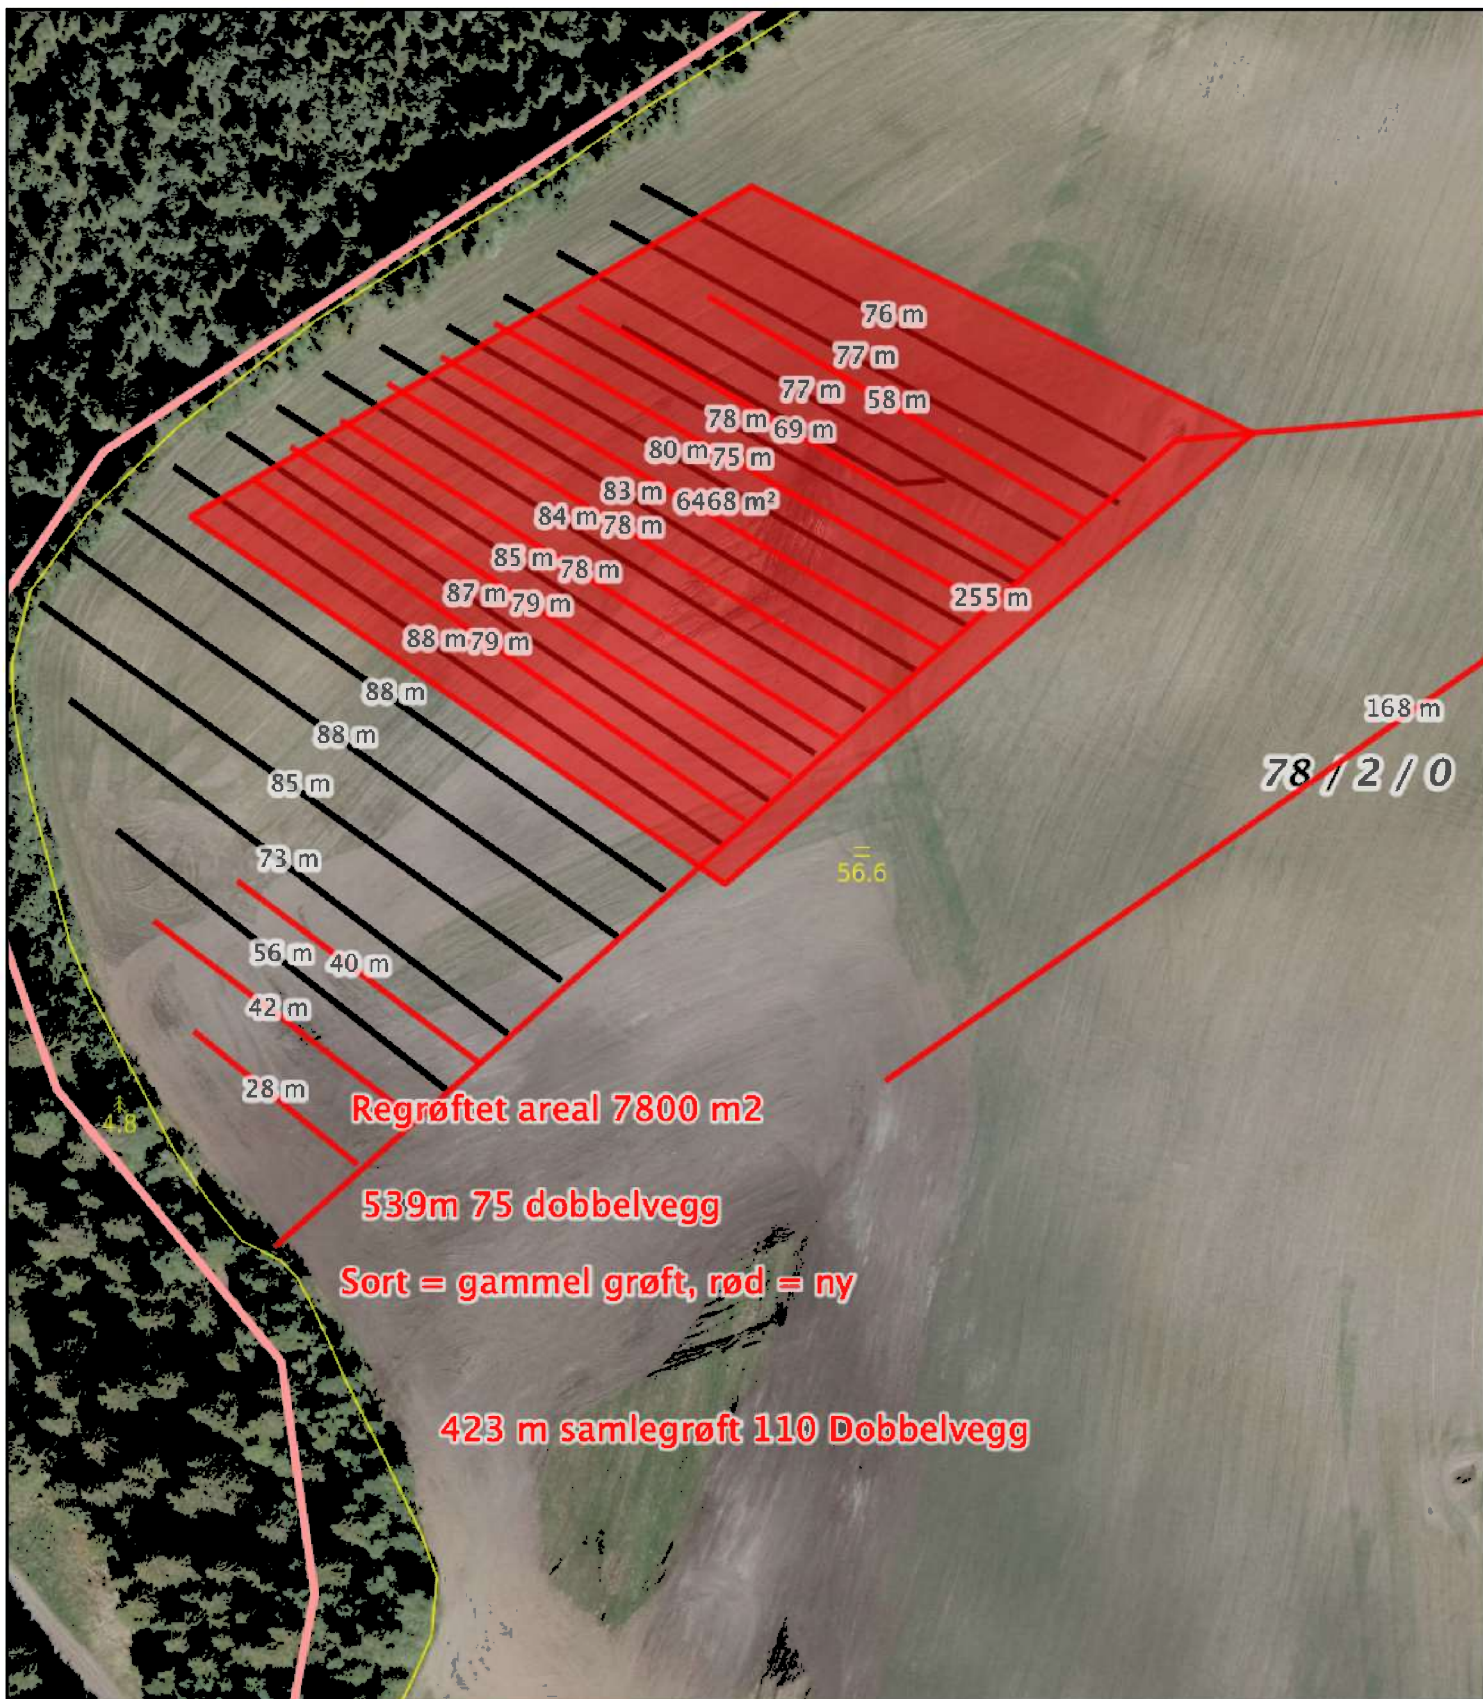 76 m
77 m
77 m
58 m
78 m
69 m
80 m
75 m
83 m
6468 m²
84 m
78 m
85 m
78 m
87 m
79 m
255 m
88 m
79 m
88 m
168 m
88 m
78 / 2 / 0
85 m
73 m
56.6
56 m
40 m
42 m
28 m
Regrøftet areal 7800 m2
4.8
539m 75 dobbelvegg
Sort = gammel grøft, rød = ny
423 m samlegrøft 110 Dobbelvegg